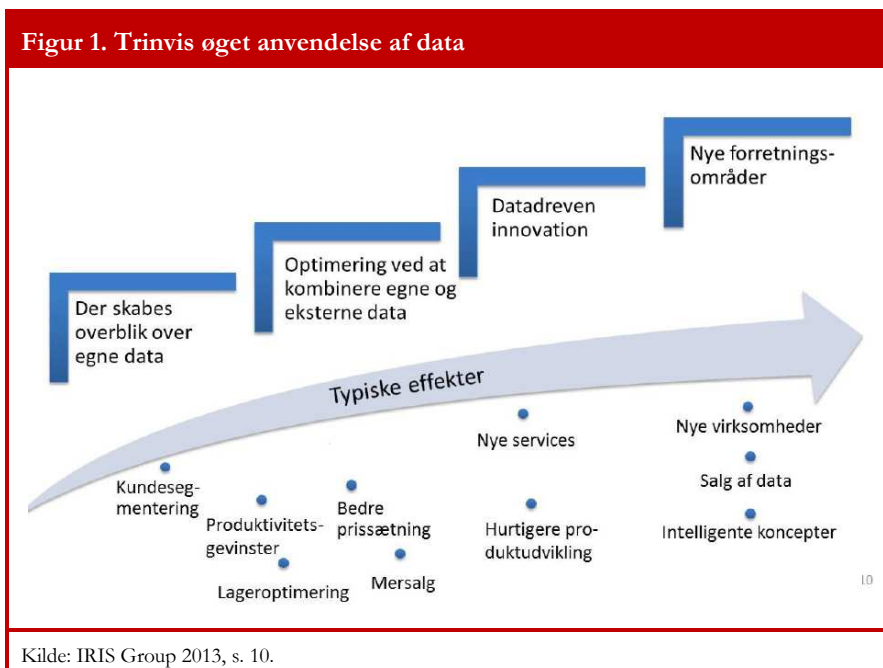 Figur 1. Trinvis øget anvendelse af data
Nye forretnings-
områder
Datadreven
innovation
Optimering ved at
kombinere egne og
eksterne data
Der skabes
overblik over
egne data
Typiske effekter
Kundeseg-
mentering
Produktivitets-
gevinster
Lageroptimering
Bedre
prissætning
Mersalg
Nye services
Hurtigere pro-
duktudvikling
Nye virksomheder
Salg af data
Intelligente koncepter
10
Kilde: IRIS Group 2013, s. 10.